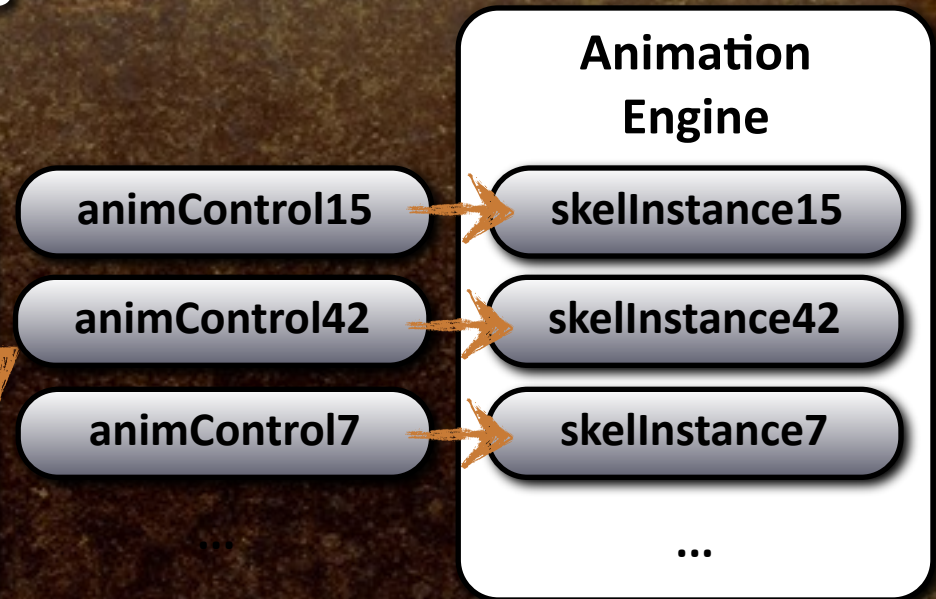 Animation
Engine
animControl15
skelInstance15
animControl42
skelInstance42
animControl7
skelInstance7
...
...